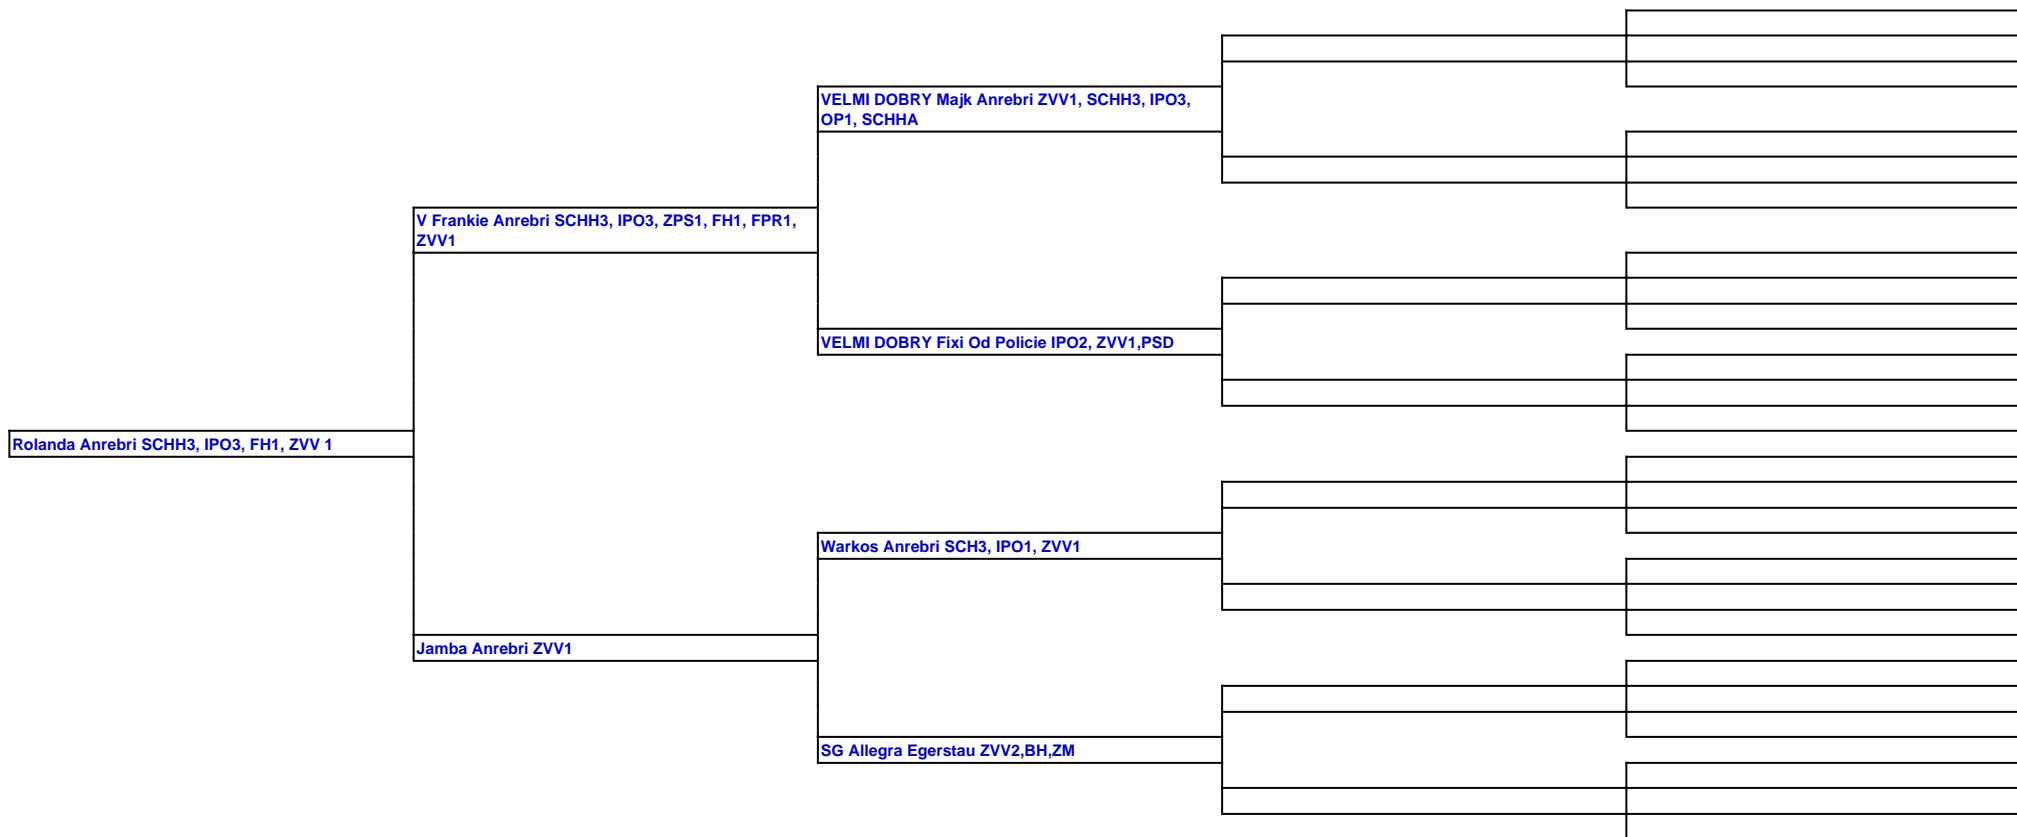 VELMI DOBRY Majk Anrebri ZVV1, SCHH3, IPO3,
OP1, SCHHA
V Frankie Anrebri SCHH3, IPO3, ZPS1, FH1, FPR1,
ZVV1
VELMI DOBRY Fixi Od Policie IPO2, ZVV1,PSD
Rolanda Anrebri SCHH3, IPO3, FH1, ZVV 1
Warkos Anrebri SCH3, IPO1, ZVV1
Jamba Anrebri ZVV1
SG Allegra Egerstau ZVV2,BH,ZM